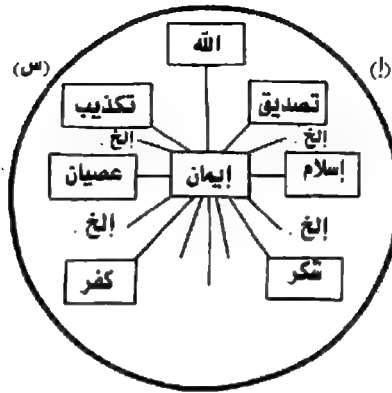 الله
(إ) (س)
تصديق تكذيب
إلخ. إلخ.
إسلام إيمان عصيان
إلخ. إلخ.
شكر كفر